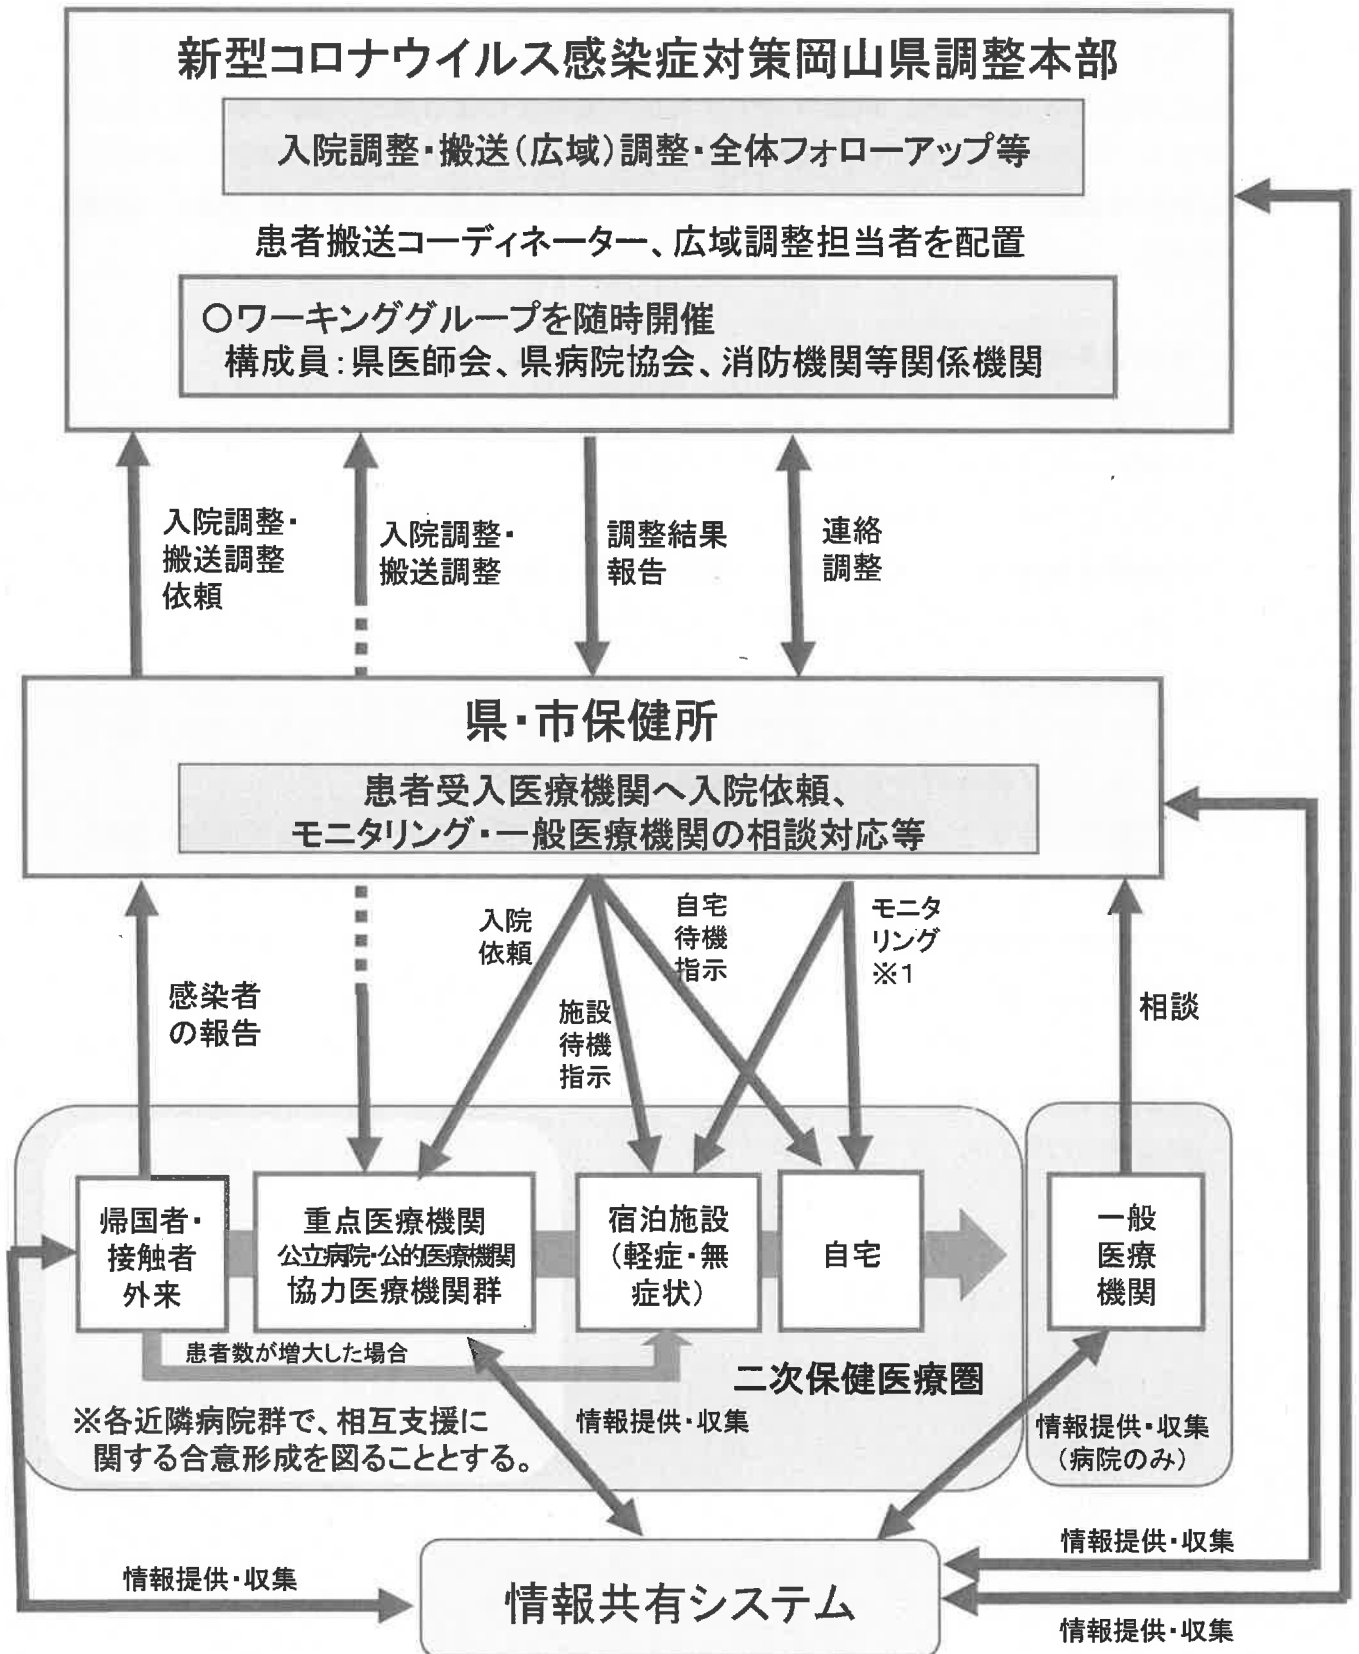 新型コロナウイルス感染症対策岡山県調整本部
入院調整・搬送(広域)調整・全体フォローアップ等
患者搬送コーディネーター、広域調整担当者を配置
○ワーキンググループを随時開催
構成員:県医師会、県病院協会、消防機関等関係機関
入院調整・
搬送調整
依頼
入院調整・
搬送調整
調整結果
報告
連絡
調整
県・市保健所
患者受入医療機関へ入院依頼、
モニタリング・一般医療機関の相談対応等
感染者
の報告
入院
依頼
施設
待機
指示
自宅
待機
指示
モニタ
リング
※1
相談
帰国者・
接触者
外来
重点医療機関
公立病院・公的医療機関
協力医療機関群
宿泊施設
(軽症・無
症状)
自宅
一般
医療
機関
患者数が増大した場合
二次保健医療圏
※各近隣病院群で、相互支援に
関する合意形成を図ることとする。
情報提供・収集
情報提供・収集
(病院のみ)
情報提供・収集
情報共有システム
情報提供・収集
情報提供・収集